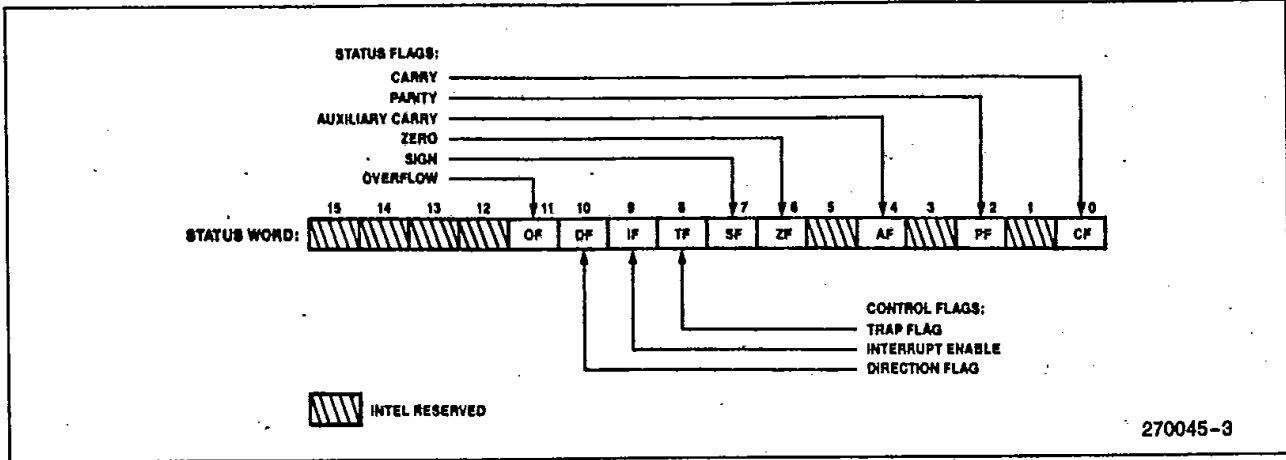 STATUS FLAGS:
CARRY
PARITY
AUXILIARY CARRY
ZERO
SIGN
OVERFLOW
15 14 13 12 11 10 9 8 7 6 5 4 3 2 1 0
STATUS WORD: OF DF IF TF SF ZF AF PF CF
CONTROL FLAGS:
TRAP FLAG
INTERRUPT ENABLE
DIRECTION FLAG
INTEL RESERVED
270045-3